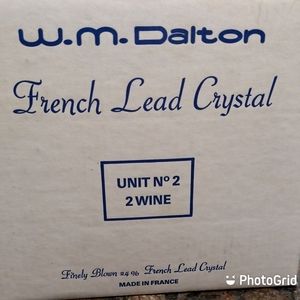 W.M. Dalton
French Lead Crystal
UNIT Nº 2
2 WINE
Finely Blown 24% French Lead Crystal
MADE IN FRANCE
PhotoGrid